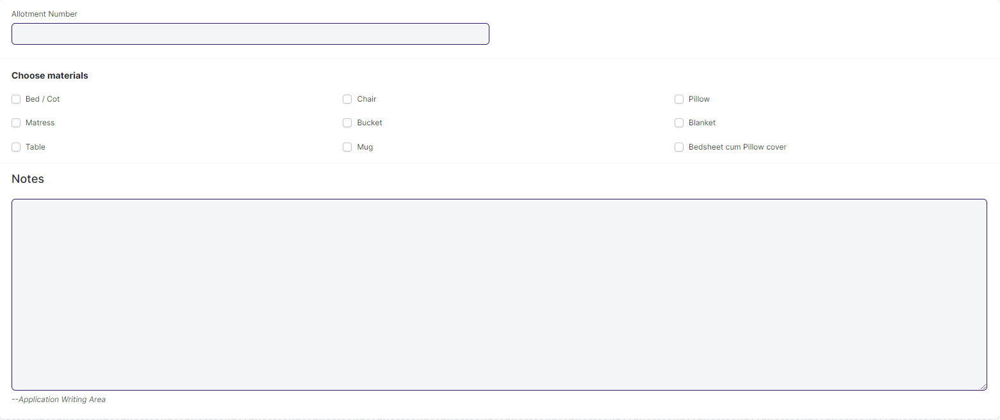 Allotment Number
Choose materials
Bed / Cot
Chair
Pillow
Matress
Bucket
Blanket
Table
Mug
Bedsheet cum Pillow cover
Notes
--Application Writing Area